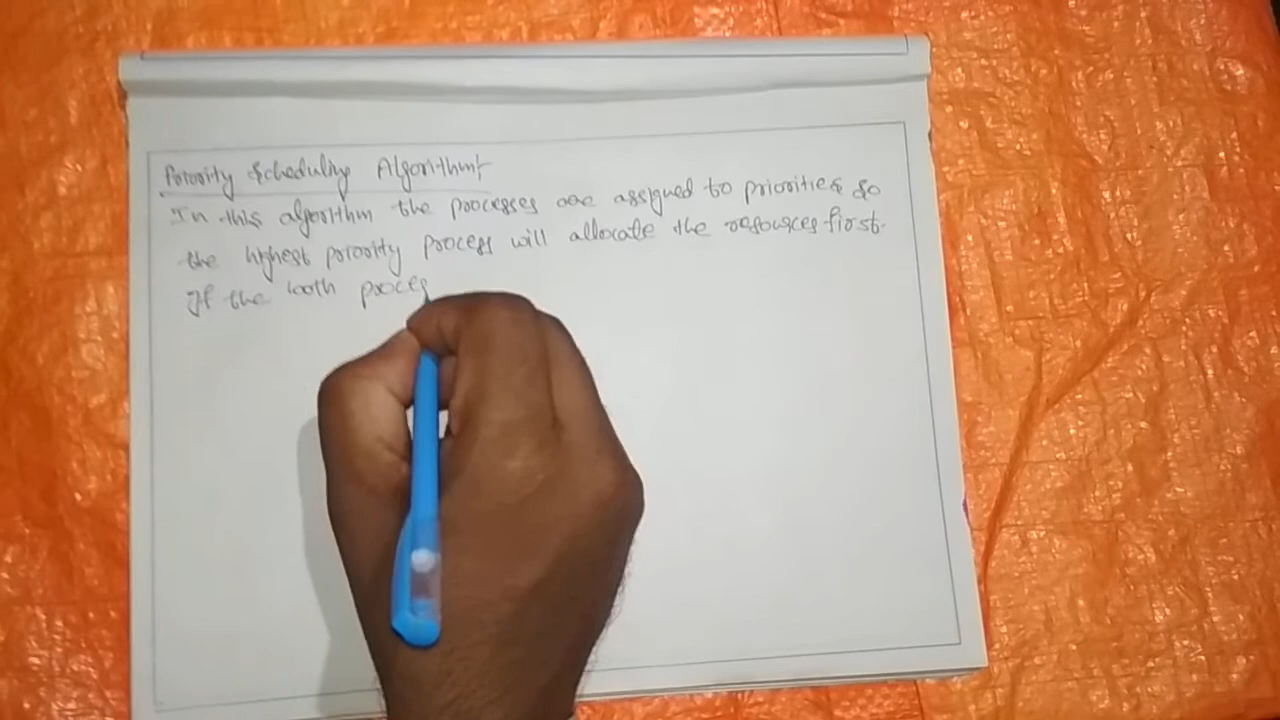 Priority Scheduling Algorithm:
In this algorithm the processes are assigned to priorities so
the highest priority process will allocate the resources first.
If the both proces